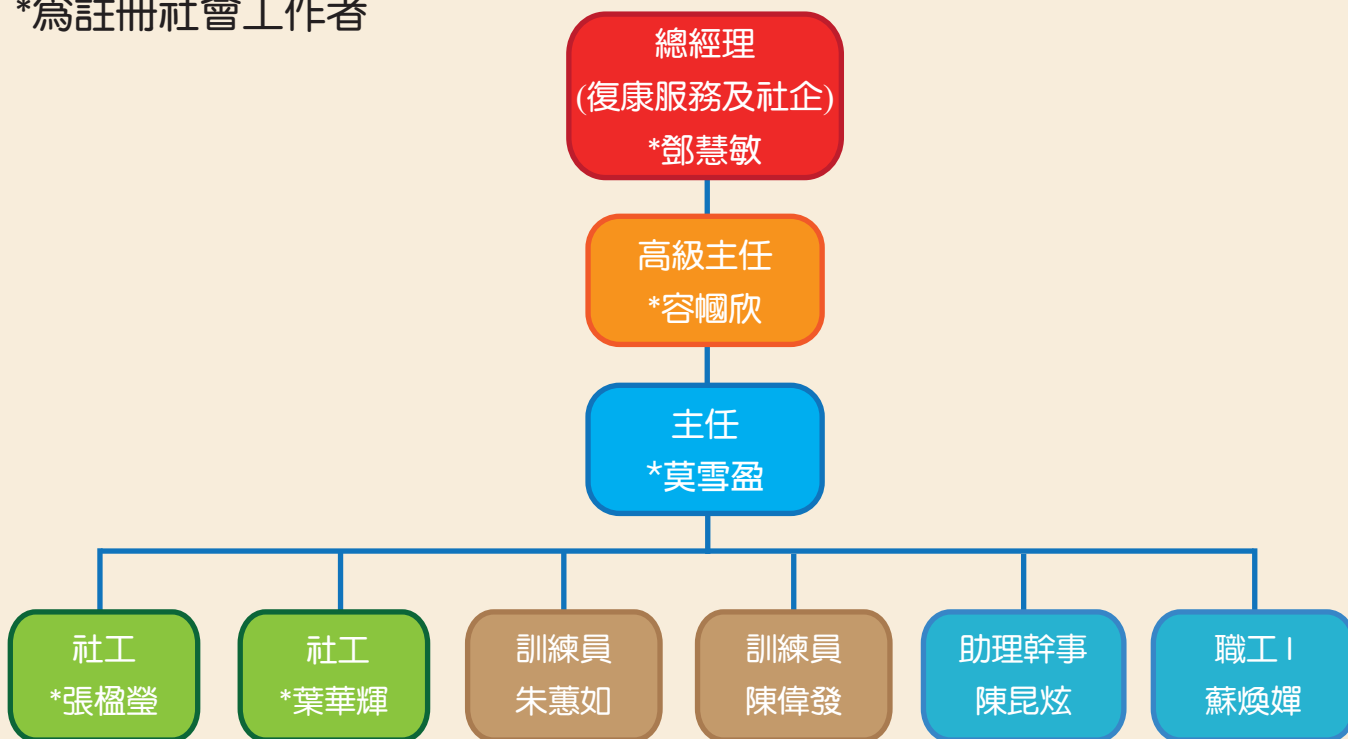 *為註冊社會工作者
總經理
(復康服務及社企)
*鄧慧敏
高級主任
*容幗欣
主任
*莫雪盈
社工
*張楹瑩
社工
*葉華輝
訓練員
朱蕙如
訓練員
陳偉發
助理幹事
陳昆炫
職工 I
蘇煥嬋